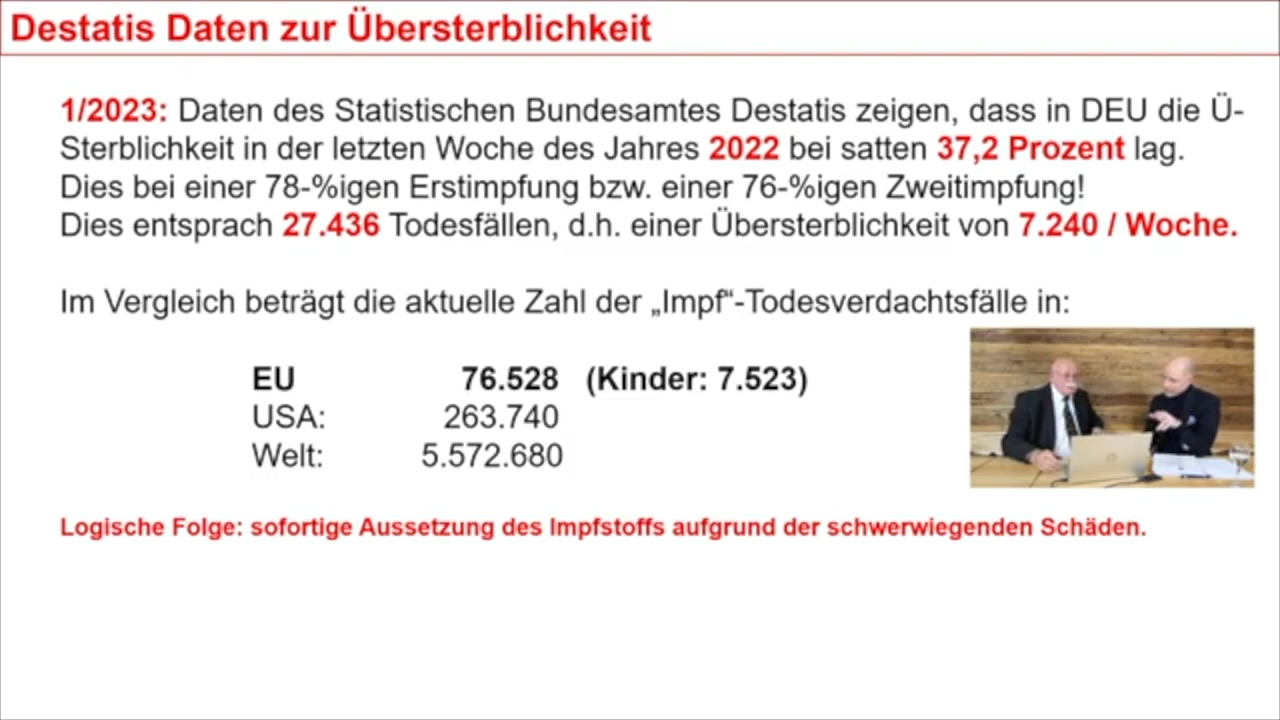 Destatis Daten zur Übersterblichkeit
1/2023: Daten des Statistischen Bundesamtes Destatis zeigen, dass in DEU die Ü-
Sterblichkeit in der letzten Woche des Jahres 2022 bei satten 37,2 Prozent lag.
Dies bei einer 78-%igen Erstimpfung bzw. einer 76-%igen Zweitimpfung!
Dies entsprach 27.436 Todesfällen, d.h. einer Übersterblichkeit von 7.240 / Woche.
Im Vergleich beträgt die aktuelle Zahl der „Impf“-Todesverdachtsfälle in:
EU 76.528 (Kinder: 7.523)
USA: 263.740
Welt: 5.572.680
Logische Folge: sofortige Aussetzung des Impfstoffs aufgrund der schwerwiegenden Schäden.